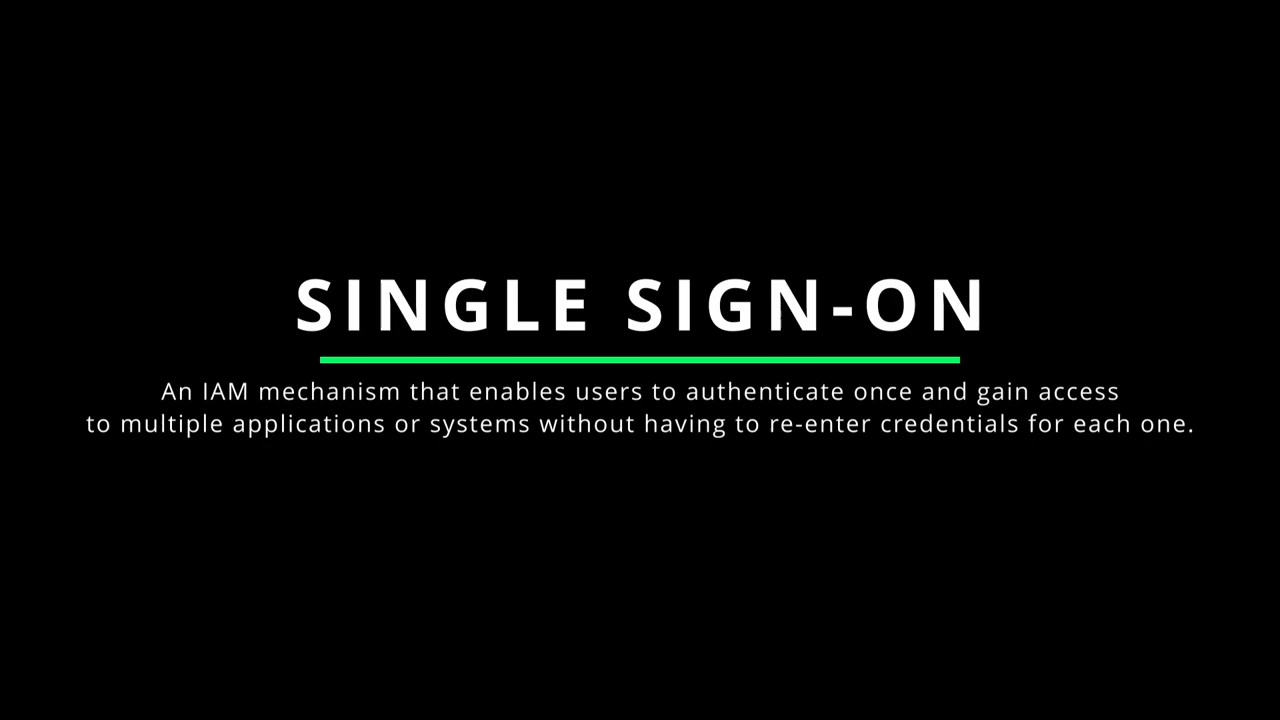 SINGLE SIGN-ON
An IAM mechanism that enables users to authenticate once and gain access
to multiple applications or systems without having to re-enter credentials for each one.